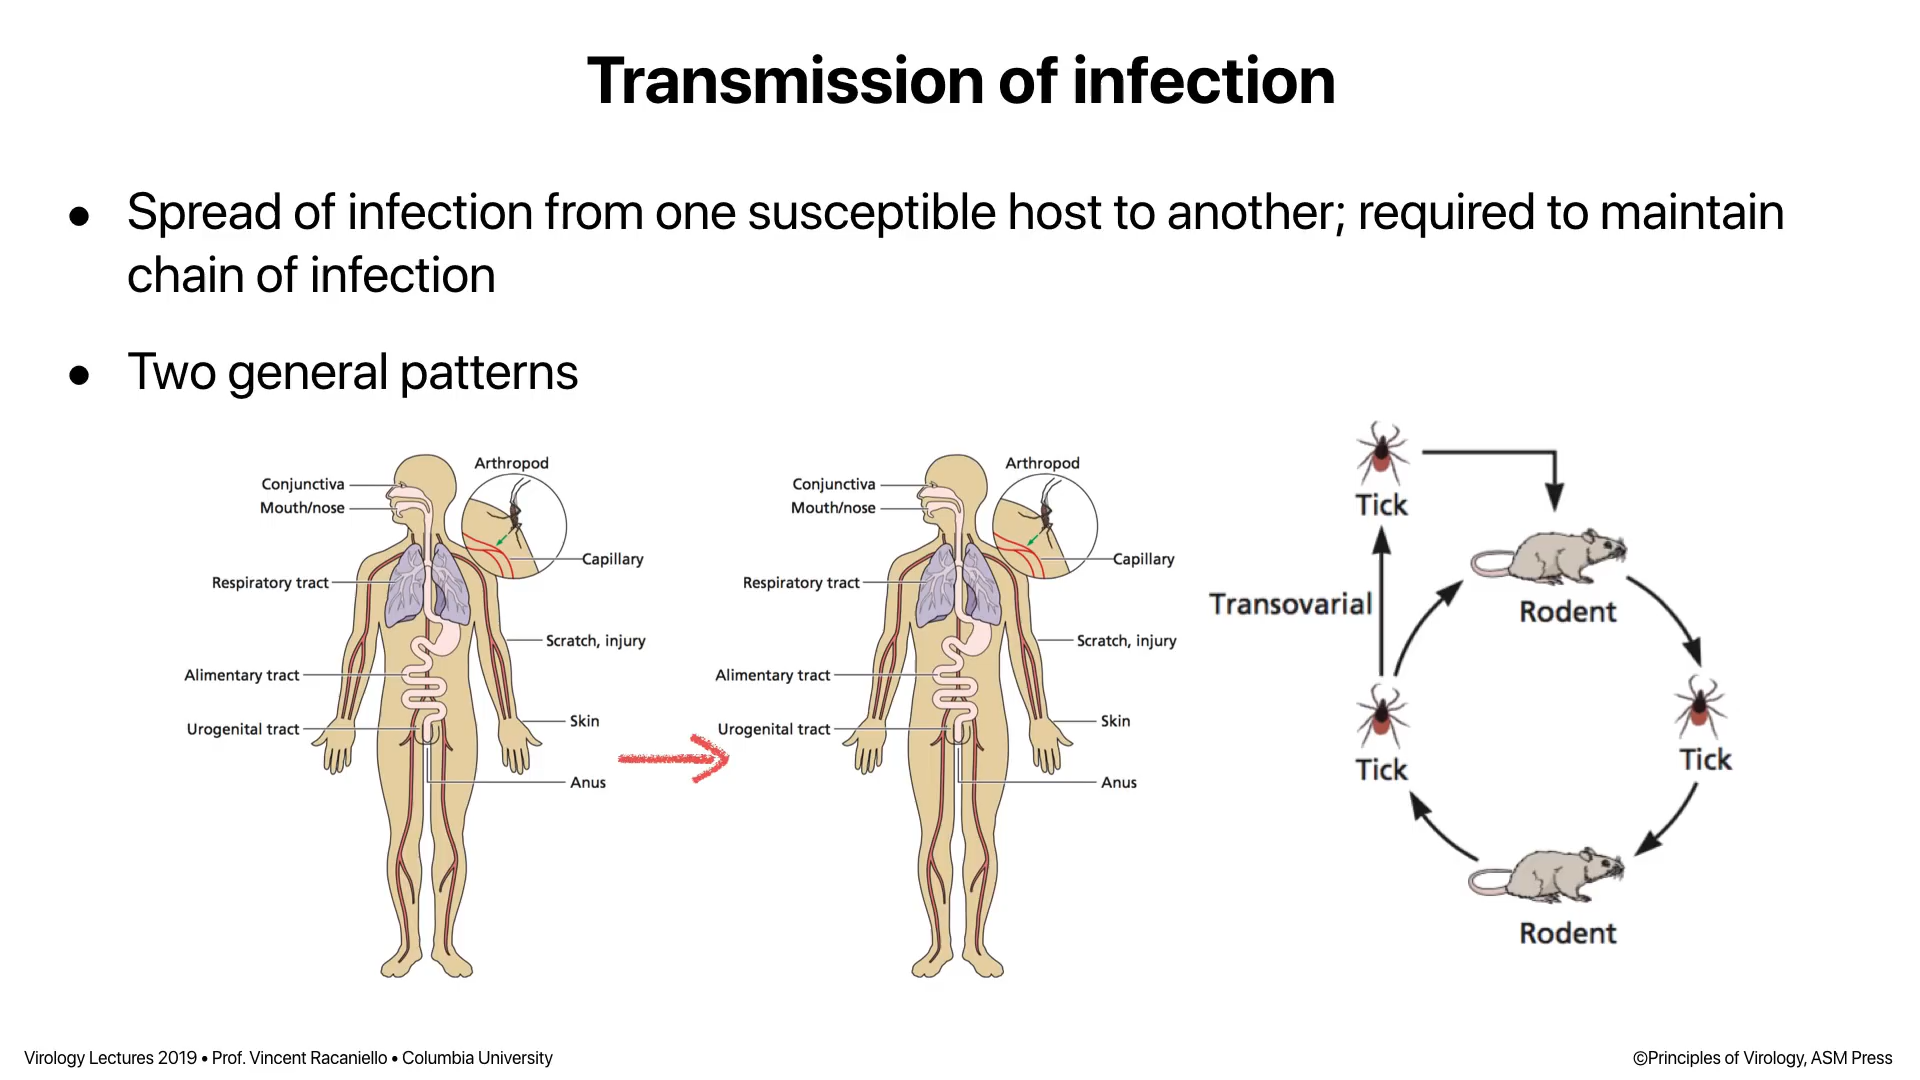 Transmission of infection
• Spread of infection from one susceptible host to another; required to maintain
chain of infection
• Two general patterns
Arthropod
Conjunctiva
Mouth/nose
Capillary
Respiratory tract
Scratch, injury
Alimentary tract
Skin
Urogenital tract
Anus
Arthropod
Conjunctiva
Mouth/nose
Capillary
Respiratory tract
Scratch, injury
Alimentary tract
Skin
Urogenital tract
Anus
Tick
Transovarial
Rodent
Tick
Tick
Rodent
Virology Lectures 2019 • Prof. Vincent Racaniello • Columbia University
©Principles of Virology, ASM Press